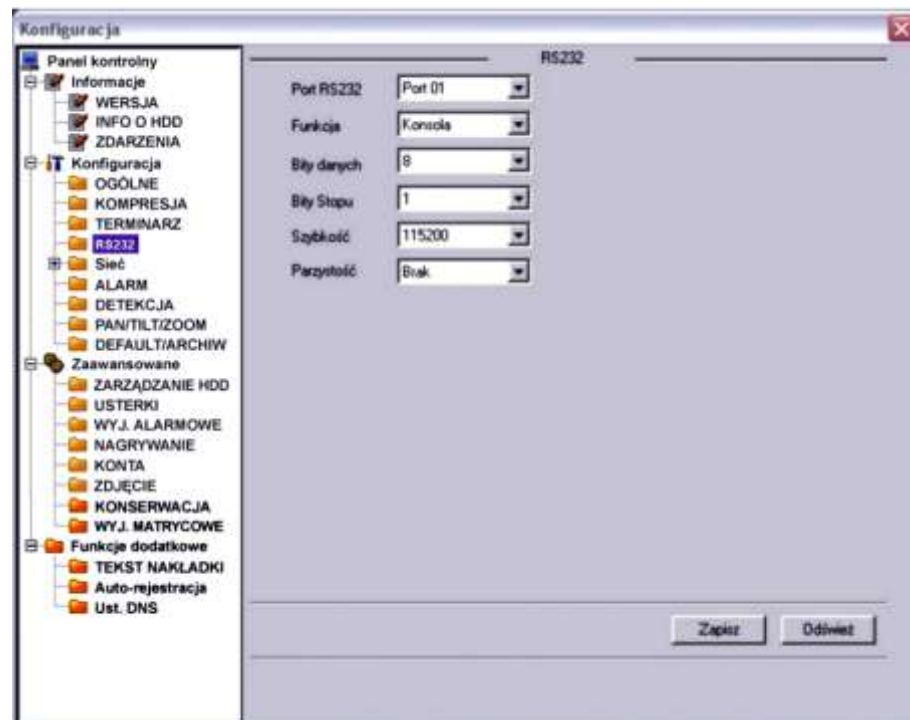 Konfiguracja
Panel kontrolny
Informacje
WERSJA
INFO O HDD
ZDARZENIA
Konfiguracja
OGÓLNE
KOMPRESJA
TERMINARZ
RS232
Sieć
ALARM
DETEKCJA
PAN/TILT/ZOOM
DEFAULT/ARCHIW
Zaawansowane
ZARZĄDZANIE HDD
USTERKI
WYJ. ALARMOWE
NAGRYWANIE
KONTA
ZDJĘCIE
KONSERWACJA
WYJ. MATRYCOWE
Funkcje dodatkowe
TEKST NAKŁADKI
Auto-rejestracja
Ust. DNS
RS232
Port RS232 Port 01
Funkcja Konsola
Bity danych 8
Bity Stopu 1
Szybkość 115200
Parzystość Brak
Zapisz Odśwież